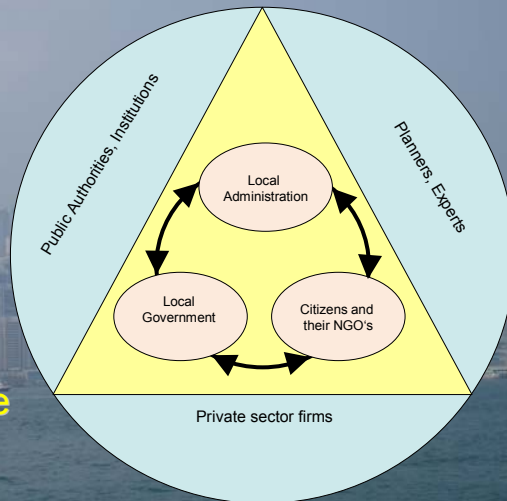 Public Authorities, Institutions
Planners, Experts
Local
Administration
Local
Government
Citizens and
their NGO's
e
Private sector firms